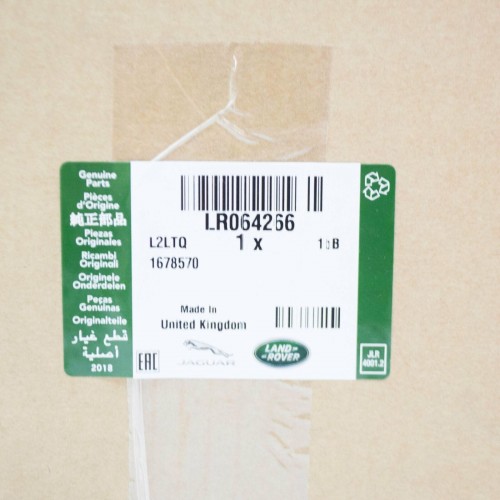 Genuine
Parts
Pièces
d'Origine
純正部品
Piezas
Originales
Ricambi
Originali
Originele
Onderdelen
Peças
Genuínas
Originalteile
قطع غيار
أصلية
2018
LR064266
L2LTQ
1 x
1678570
Made In
United Kingdom
EAC
JAGUAR
LAND-
ROVER
JLR
4001.2